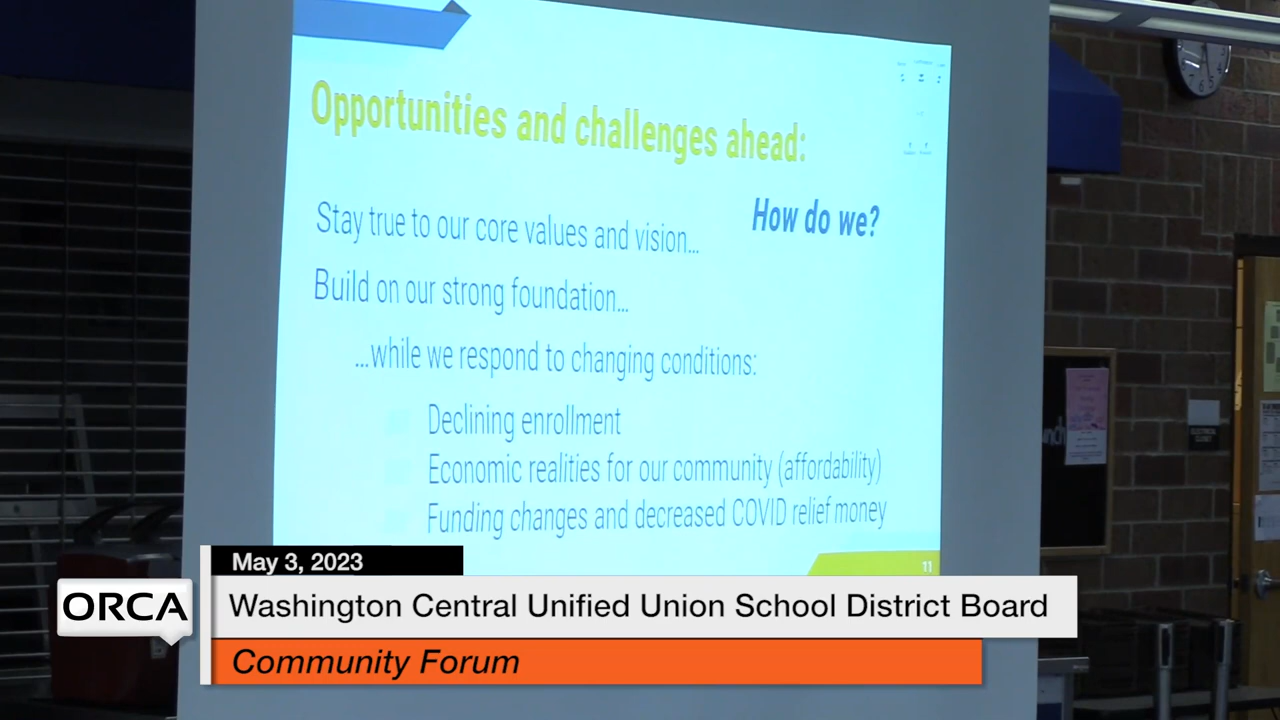 Opportunities and challenges ahead:
How do we?
Stay true to our core values and vision...
Build on our strong foundation...
...while we respond to changing conditions:
Declining enrollment
Economic realities for our community (affordability)
Funding changes and decreased COVID relief money
11
ELECTRICAL
CLOSET
May 3, 2023
ORCA
Washington Central Unified Union School District Board
Community Forum